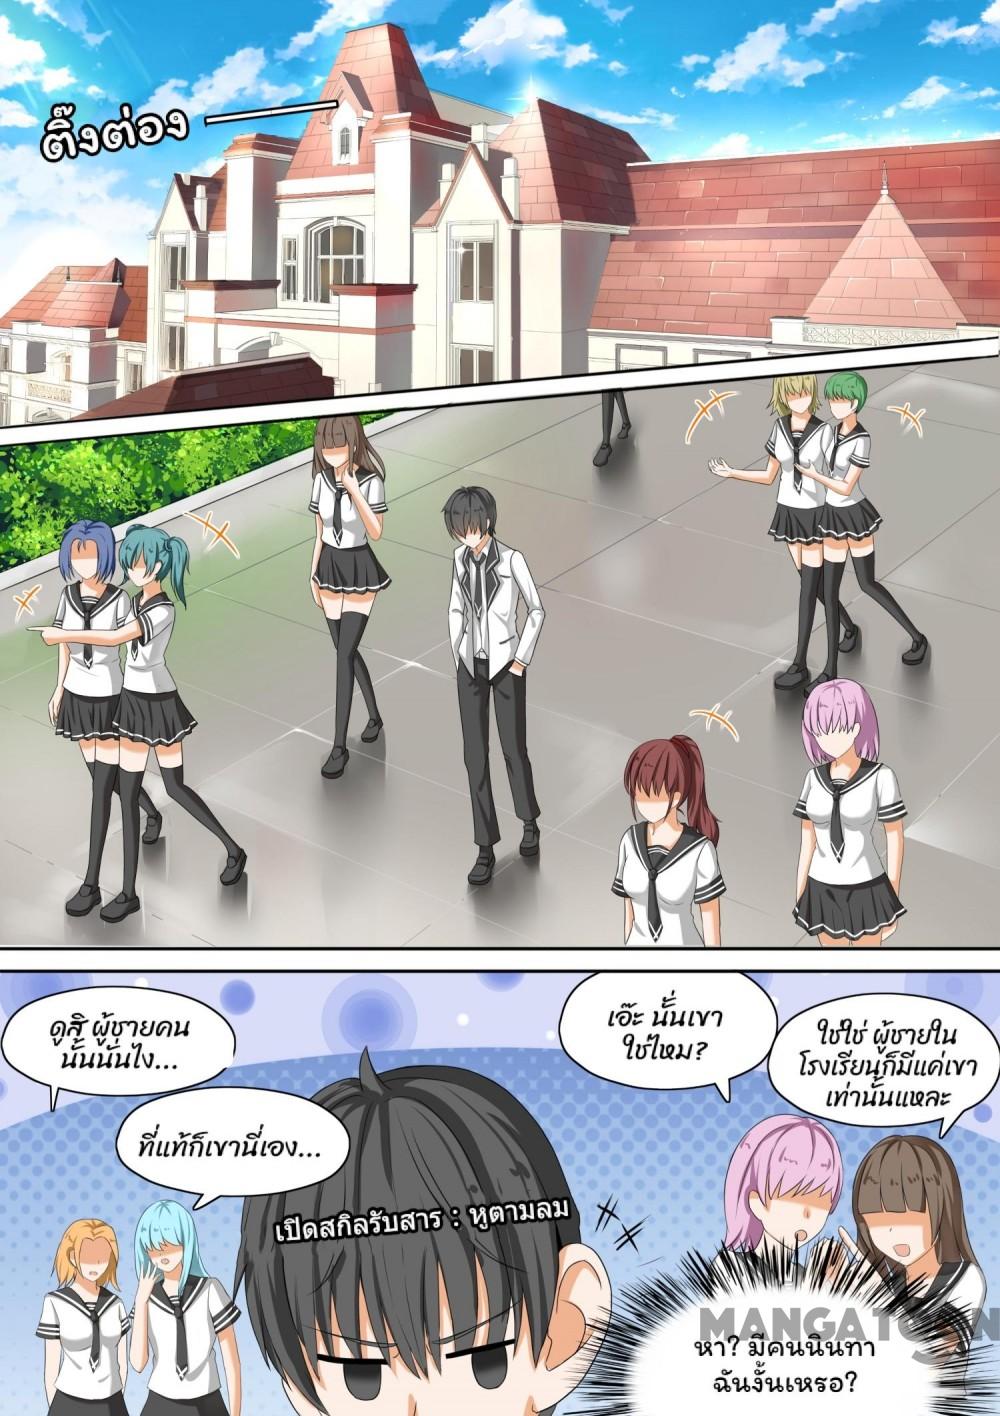 ติ๊งต่อง
ดูสิ ผู้ชายคน
นั้นนั่นไง...
ที่แท้ก็เขานี่เอง...
เอ๊ะ นั่นเขา
ใช่ไหม?
ใช่ใช่ ผู้ชายใน
โรงเรียนก็มีแค่เขา
เท่านั้นแหละ
เปิดสกิลรับสาร : หูตามลม
MANGATOON
หา? มีคนนินทา
ฉันงั้นเหรอ?